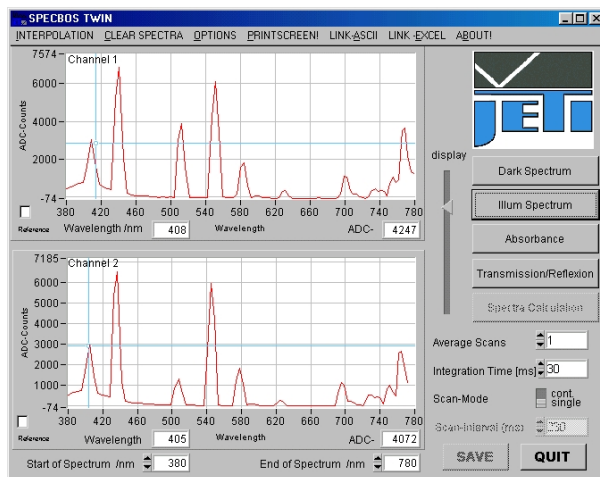 SPECBOS TWIN
INTERPOLATION CLEAR SPECTRA OPTIONS PRINTSCREEN! LINK-ASCII LINK-EXCEL ABOUT!
7574
Channel 1
6000
4000
2000
-74
ADC-Counts
380 420 460 500 540 580 620 660 700 740 780
Reference
Wavelength /nm 408
Wavelength
ADC- 4247
7185
Channel 2
6000
5000
4000
3000
2000
1000
-74
ADC-Counts
380 420 460 500 540 580 620 660 700 740 780
Reference
Wavelength 405
Wavelength
ADC- 4072
Start of Spectrum /nm 380
End of Spectrum /nm 780
JETI
display
Dark Spectrum
Illum Spectrum
Absorbance
Transmission/Reflexion
Spectra Calculation
Average Scans 1
Integration Time [ms] 30
Scan-Mode cont.
single
Scan-Interval (ms) 250
SAVE QUIT